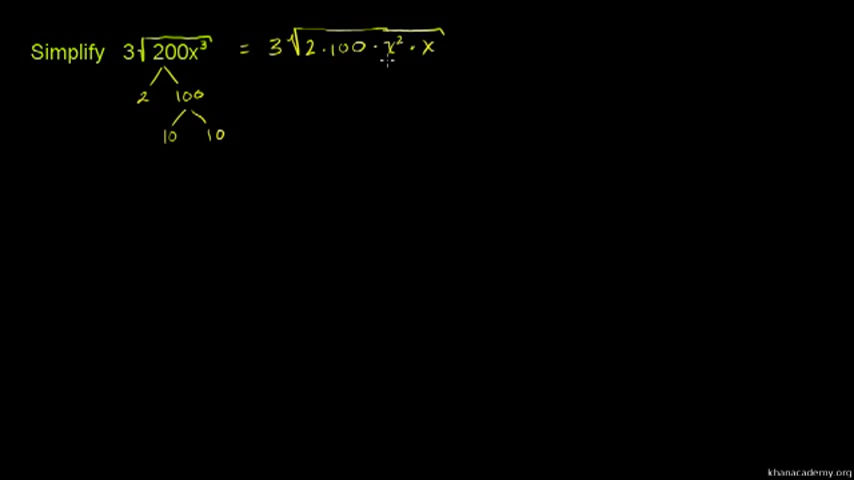 Simplify 3√200x³ = 3√2·100·x²·x
2 100
10 10
khanacademy.org